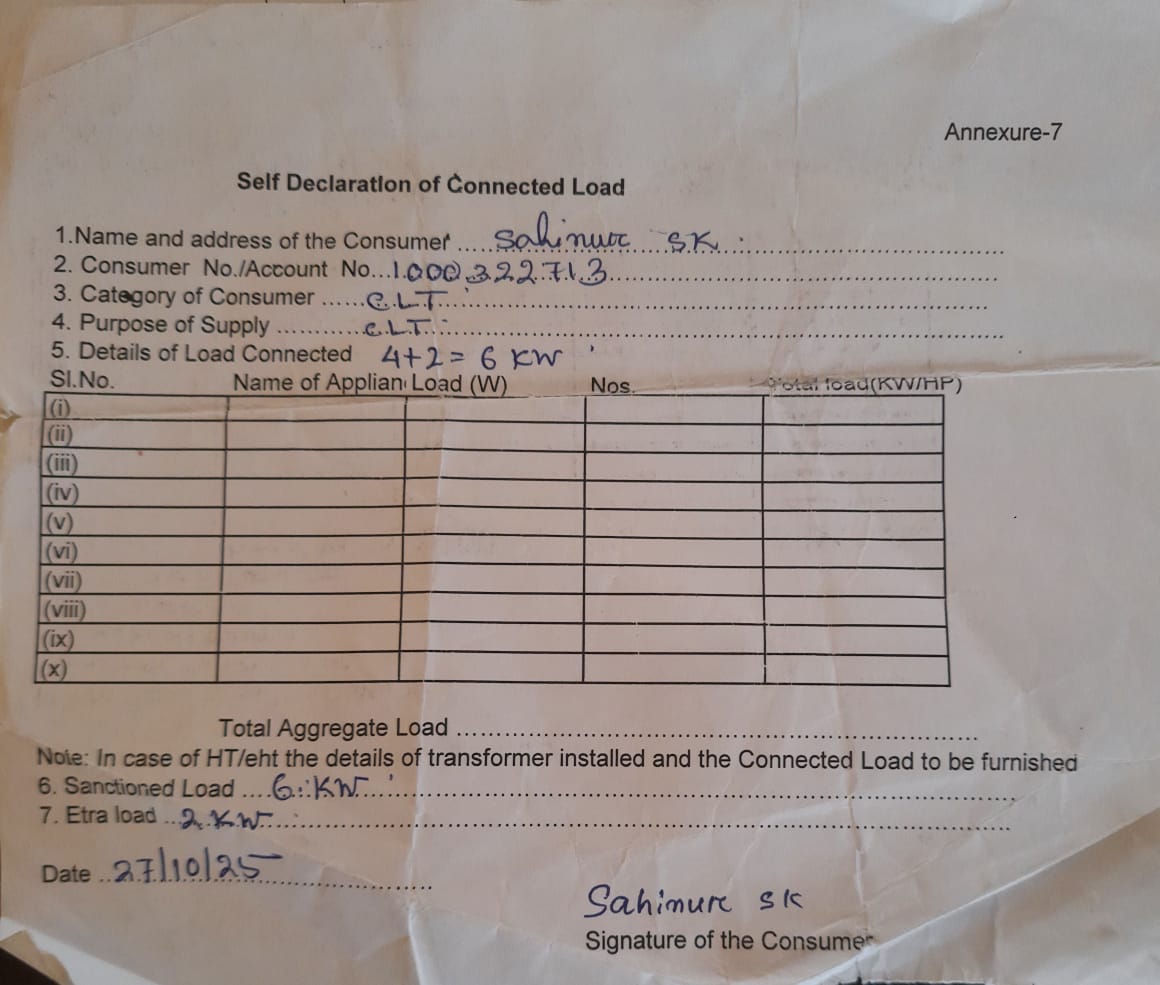 Annexure-7
Self Declaration of Connected Load
1.Name and address of the Consumer ..... Sahinur SK ..............................
2. Consumer No./Account No...1000322713..............................
3. Category of Consumer ......C.L.T..............................
4. Purpose of Supply ............C.L.T..............................
5. Details of Load Connected 4+2= 6 KW
Sl.No. Name of Applian Load (W) Nos. Total load(KW/HP)
(i)
(ii)
(iii)
(iv)
(v)
(vi)
(vii)
(viii)
(ix)
(x)
Total Aggregate Load ..............................
Note: In case of HT/eht the details of transformer installed and the Connected Load to be furnished
6. Sanctioned Load ....6 KW..............................
7. Etra load ..2 KW..............................
Date ..27/10/25..................
Sahinur SK
Signature of the Consumer